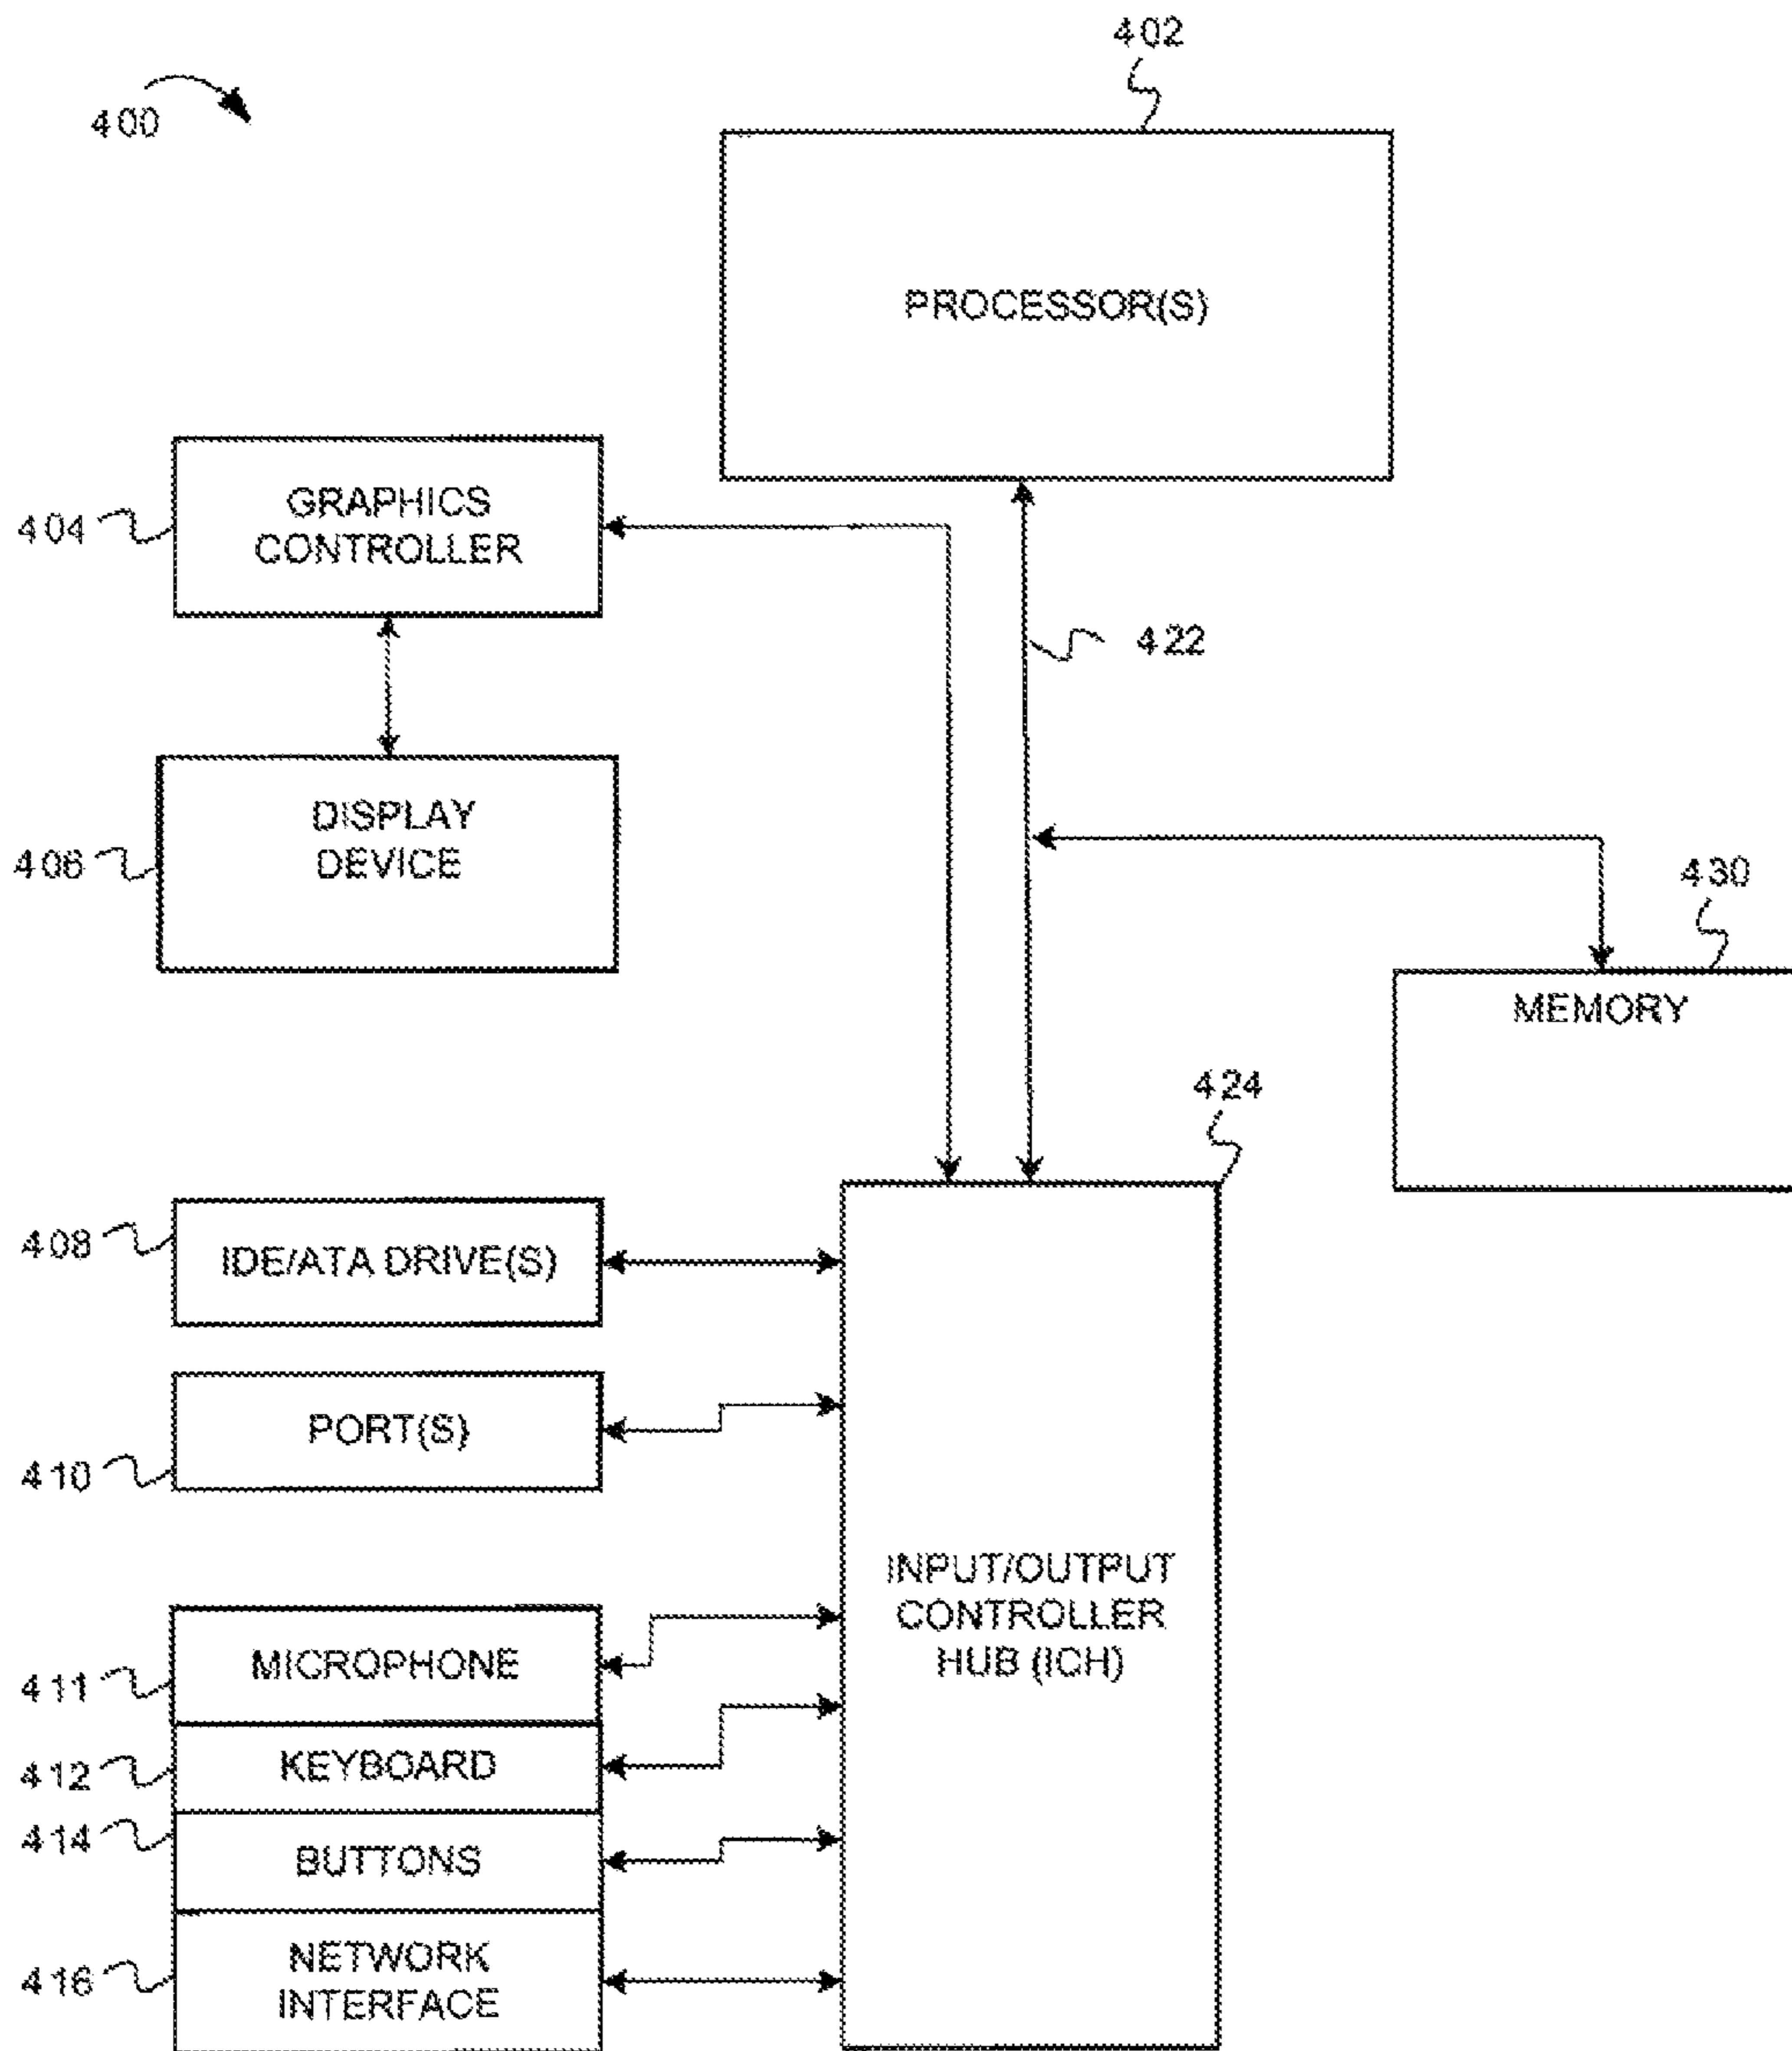 402
400
PROCESSOR(S)
GRAPHICS
CONTROLLER
404
422
DISPLAY
DEVICE
406
430
MEMORY
424
408
IDE/ATA DRIVE(S)
PORT(S)
410
INPUT/OUTPUT
CONTROLLER
HUB (ICH)
MICROPHONE
411
KEYBOARD
412
414
BUTTONS
NETWORK
INTERFACE
416